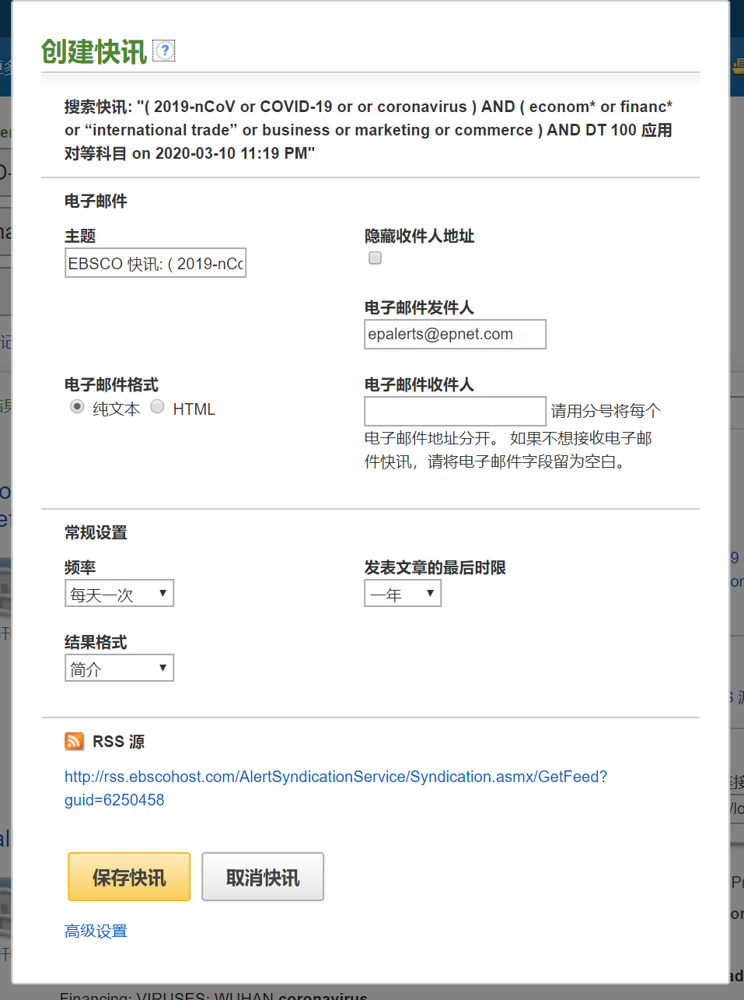 创建快讯 ?
搜索快讯: "( 2019-nCoV or COVID-19 or or coronavirus ) AND ( econom* or financ*
or “international trade” or business or marketing or commerce ) AND DT 100 应用
对等科目 on 2020-03-10 11:19 PM"
电子邮件
主题
EBSCO 快讯: ( 2019-nCo
隐藏收件人地址
电子邮件发件人
epalerts@epnet.com
电子邮件格式
纯文本 HTML
电子邮件收件人
请用分号将每个
电子邮件地址分开。 如果不想接收电子邮
件快讯，请将电子邮件字段留为空白。
常规设置
频率
每天一次
发表文章的最后时限
一年
结果格式
简介
RSS 源
http://rss.ebscohost.com/AlertSyndicationService/Syndication.asmx/GetFeed?
guid=6250458
保存快讯 取消快讯
高级设置
Financing; VIRUSES; WUHAN coronavirus